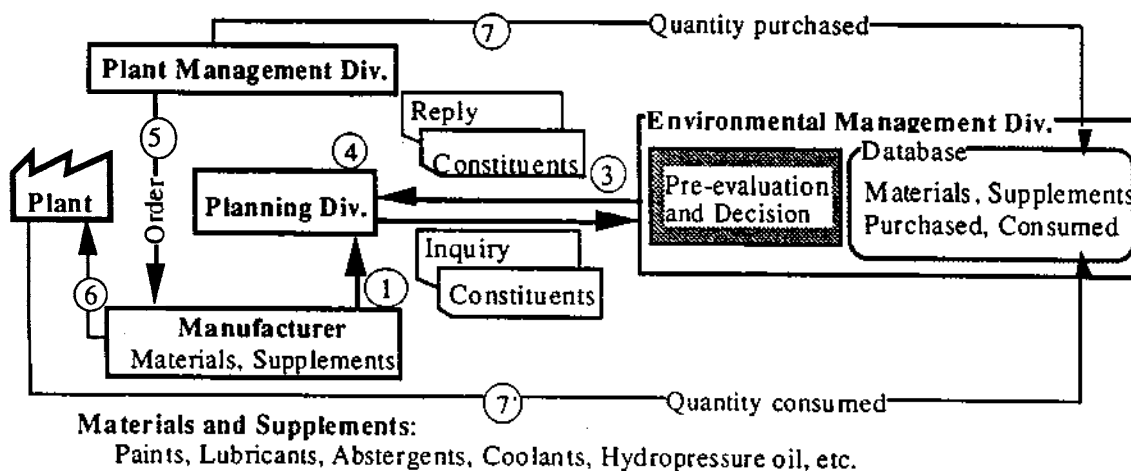 7
Quantity purchased
Plant Management Div.
Reply
Constituents
5
Order
4
3
Environmental Management Div.
Database
Pre-evaluation
and Decision
Materials, Supplements
Purchased, Consumed
Plant
Planning Div.
Inquiry
Constituents
6
1
Manufacturer
Materials, Supplements
7'
Quantity consumed
Materials and Supplements:
Paints, Lubricants, Abstergents, Coolants, Hydropressure oil, etc.